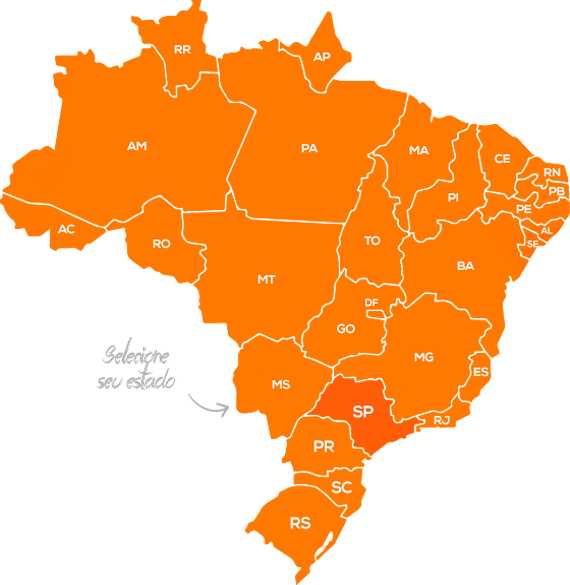 RR
AP
AM
PA
MA
CE
RN
PB
PI
PE
AL
SE
AC
RO
TO
BA
MT
DF
GO
MG
ES
MS
SP
RJ
PR
SC
RS
Selecione
seu estado